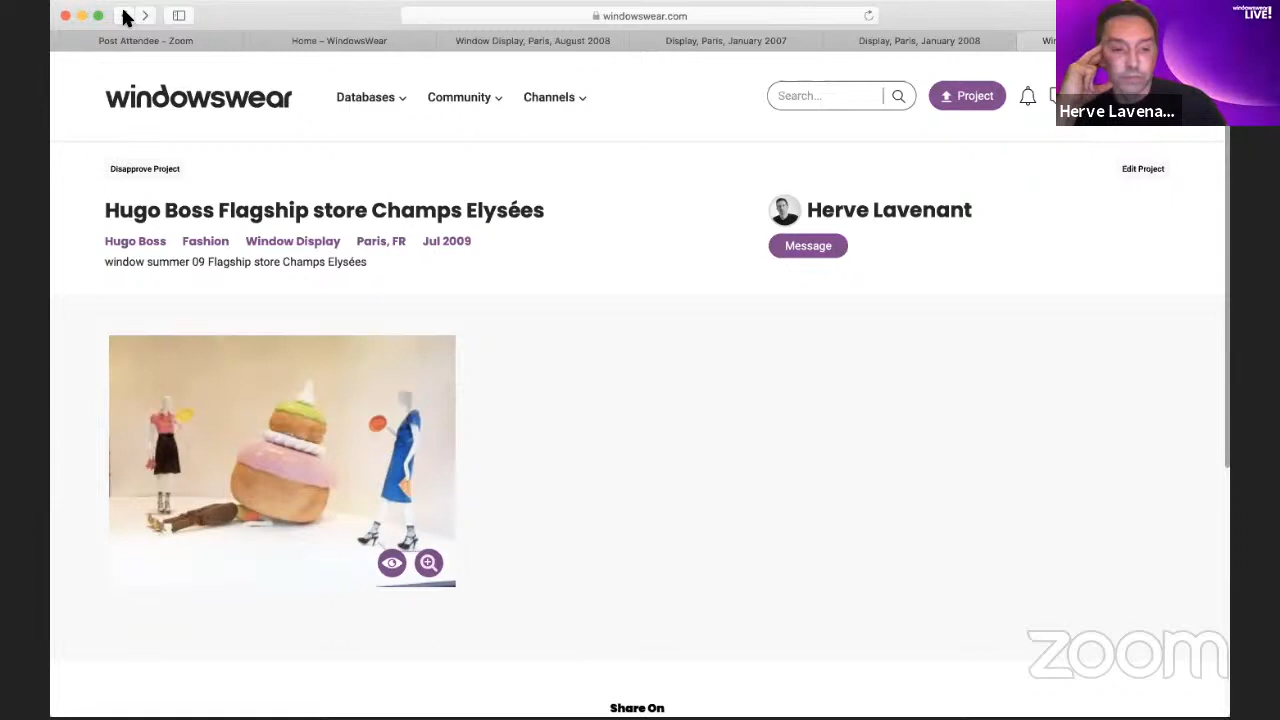 windowswear.com
Post Attendee – Zoom
Home – WindowsWear
Window Display, Paris, August 2008
Display, Paris, January 2007
Display, Paris, January 2008
windowswear
LIVE!
Herve Lavena...
windowswear
Databases
Community
Channels
Search...
Project
Disapprove Project
Edit Project
Hugo Boss Flagship store Champs Elysées
Herve Lavenant
Hugo Boss Fashion Window Display Paris, FR Jul 2009
Message
window summer 09 Flagship store Champs Elysées
zoom
Share On